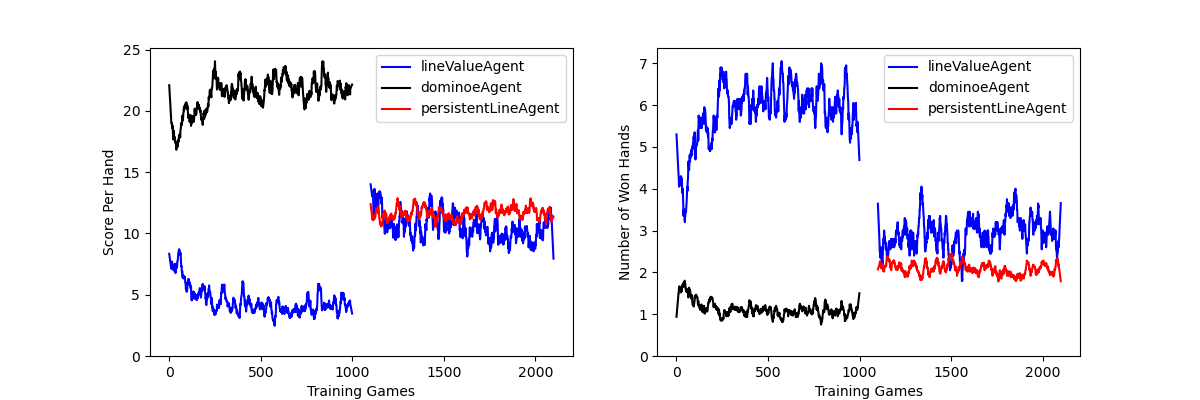 25
20
15
10
5
0
Score Per Hand
0 500 1000 1500 2000
Training Games
lineValueAgent
dominoeAgent
persistentLineAgent
7
6
5
4
3
2
1
0
Number of Won Hands
0 500 1000 1500 2000
Training Games
lineValueAgent
dominoeAgent
persistentLineAgent